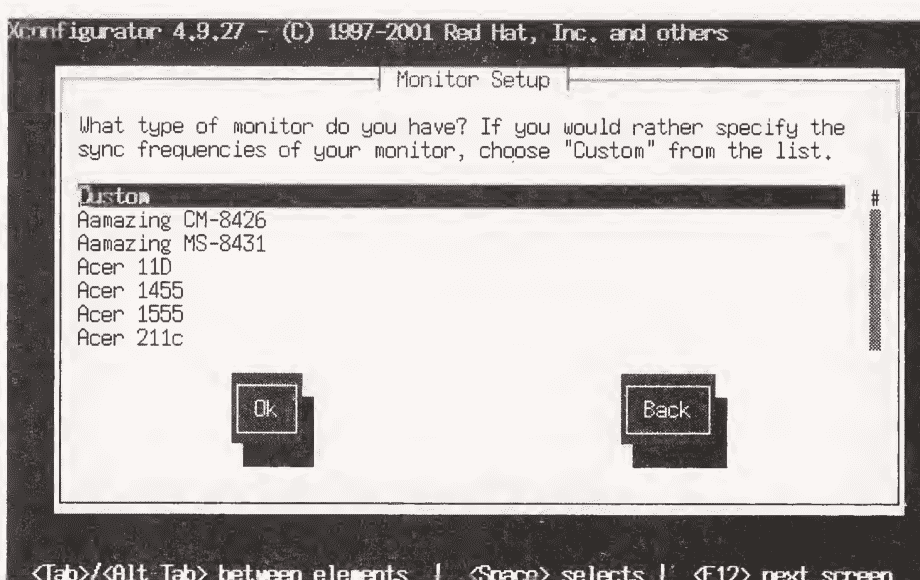 Xconfigurator 4.9.27 - (C) 1997-2001 Red Hat, Inc. and others
Monitor Setup
What type of monitor do you have? If you would rather specify the
sync frequencies of your monitor, choose "Custom" from the list.
Custom
#
Aamazing CM-8426
Aamazing MS-8431
Acer 11D
Acer 1455
Acer 1555
Acer 211c
Ok
Back
<Tab>/<Alt Tab> between elements | <Space> selects | <F12> next screen